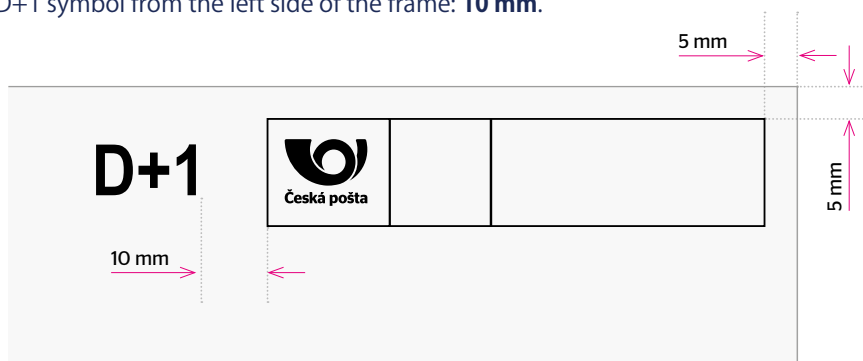 D+1 symbol from the left side of the frame: 10 mm.
5 mm
D+1
Česká pošta
5 mm
10 mm